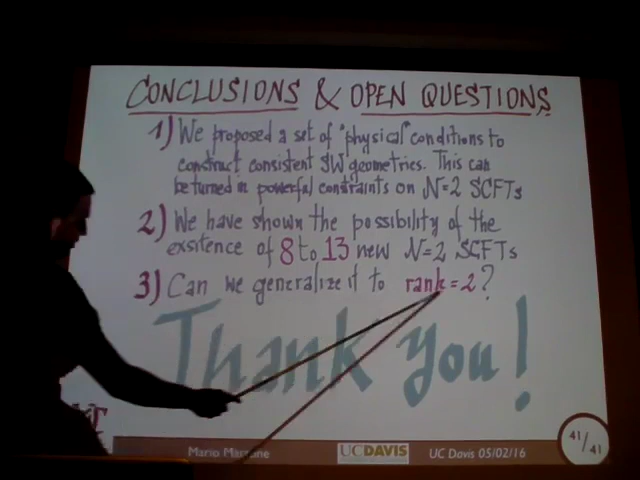 CONCLUSIONS & OPEN QUESTIONS
1) We proposed a set of "physical" conditions to
construct consistent SW geometries. This can
be turned in powerful constraints on N=2 SCFTs
2) We have shown the possibility of the
exsitence of 8 to 13 new N=2 SCFTs
3) Can we generalize it to rank=2?
Thank you!
Mario UC DAVIS UC Davis 05/02/16
41/41